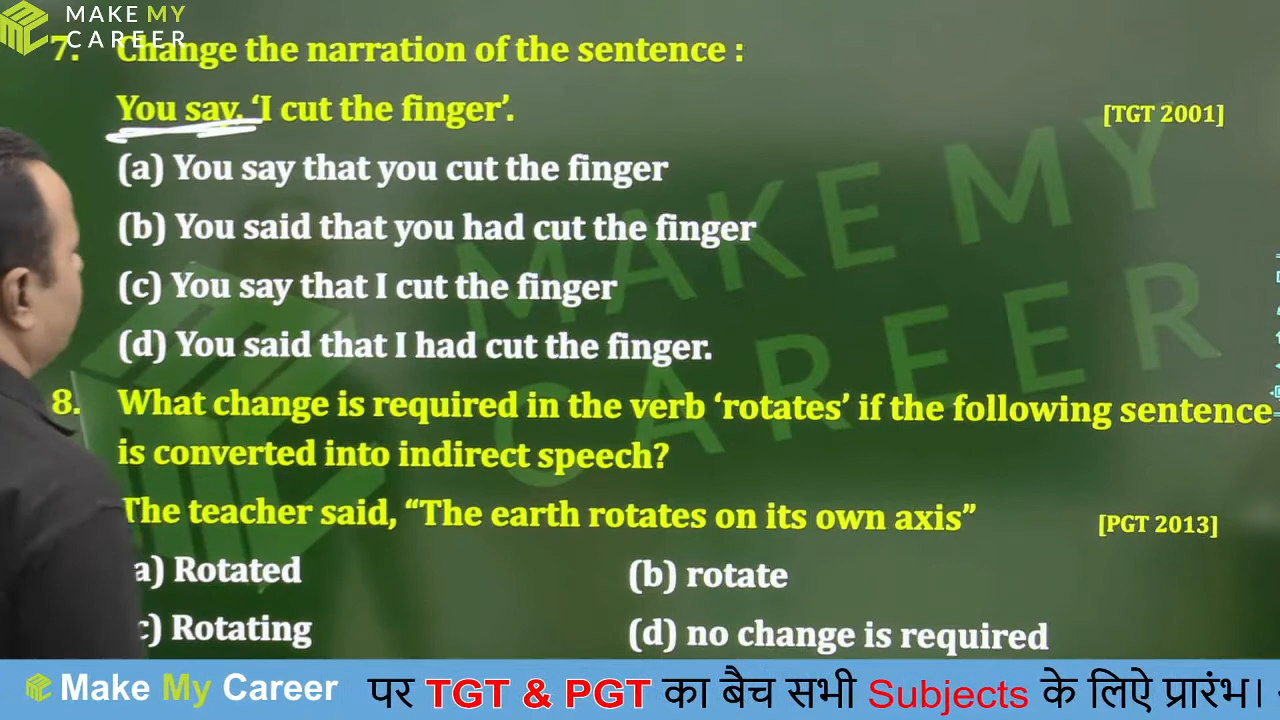 MAKE MY
CAREER
7. Change the narration of the sentence :
You say. ‘I cut the finger’. [TGT 2001]
(a) You say that you cut the finger
(b) You said that you had cut the finger
(c) You say that I cut the finger
(d) You said that I had cut the finger.
8. What change is required in the verb ‘rotates’ if the following sentence
is converted into indirect speech?
The teacher said, “The earth rotates on its own axis” [PGT 2013]
a) Rotated (b) rotate
c) Rotating (d) no change is required
MAKE MY
CAREER
Make My Career पर TGT & PGT का बैच सभी Subjects के लिऐ प्रारंभ।